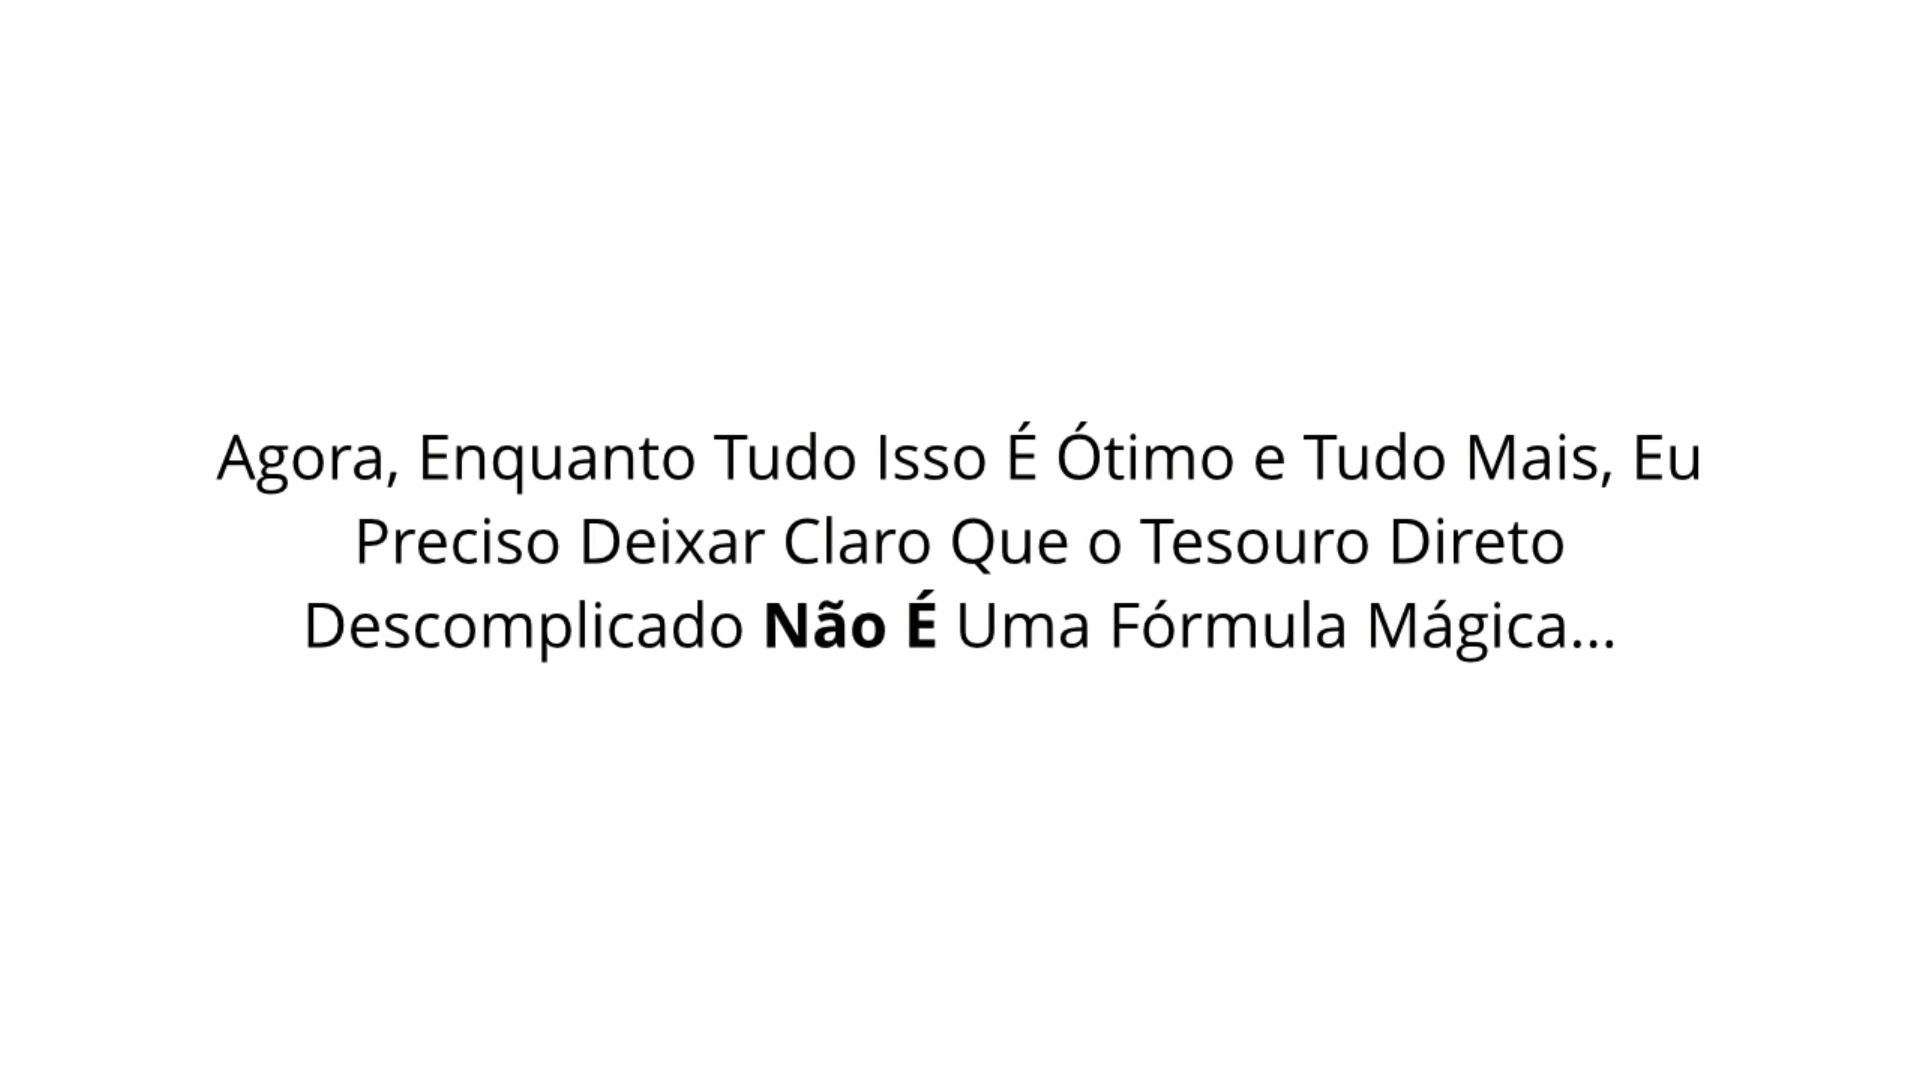 Agora, Enquanto Tudo Isso É Ótimo e Tudo Mais, Eu
Preciso Deixar Claro Que o Tesouro Direto
Descomplicado Não É Uma Fórmula Mágica...